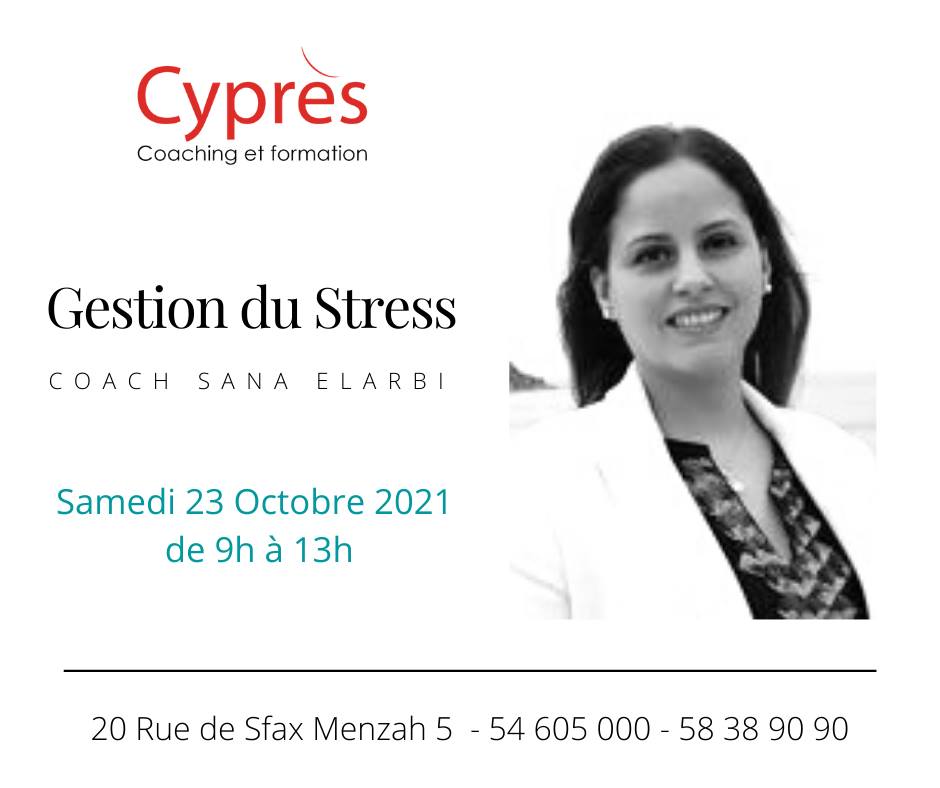 Cyprès
Coaching et formation
Gestion du Stress
COACH SANA ELARBI
Samedi 23 Octobre 2021
de 9h à 13h
20 Rue de Sfax Menzah 5 - 54 605 000 - 58 38 90 90